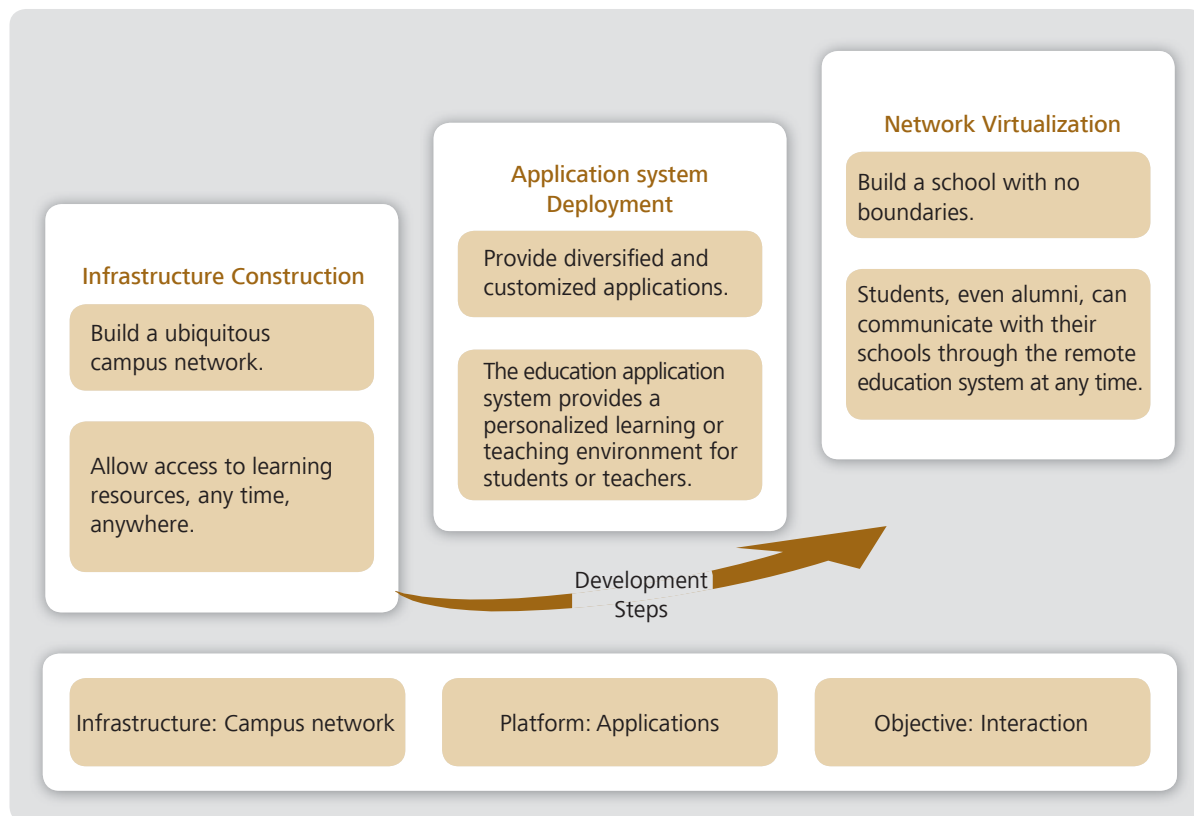 Infrastructure Construction
Build a ubiquitous
campus network.
Allow access to learning
resources, any time,
anywhere.
Application system
Deployment
Provide diversified and
customized applications.
The education application
system provides a
personalized learning or
teaching environment for
students or teachers.
Network Virtualization
Build a school with no
boundaries.
Students, even alumni, can
communicate with their
schools through the remote
education system at any time.
Development
Steps
Infrastructure: Campus network
Platform: Applications
Objective: Interaction